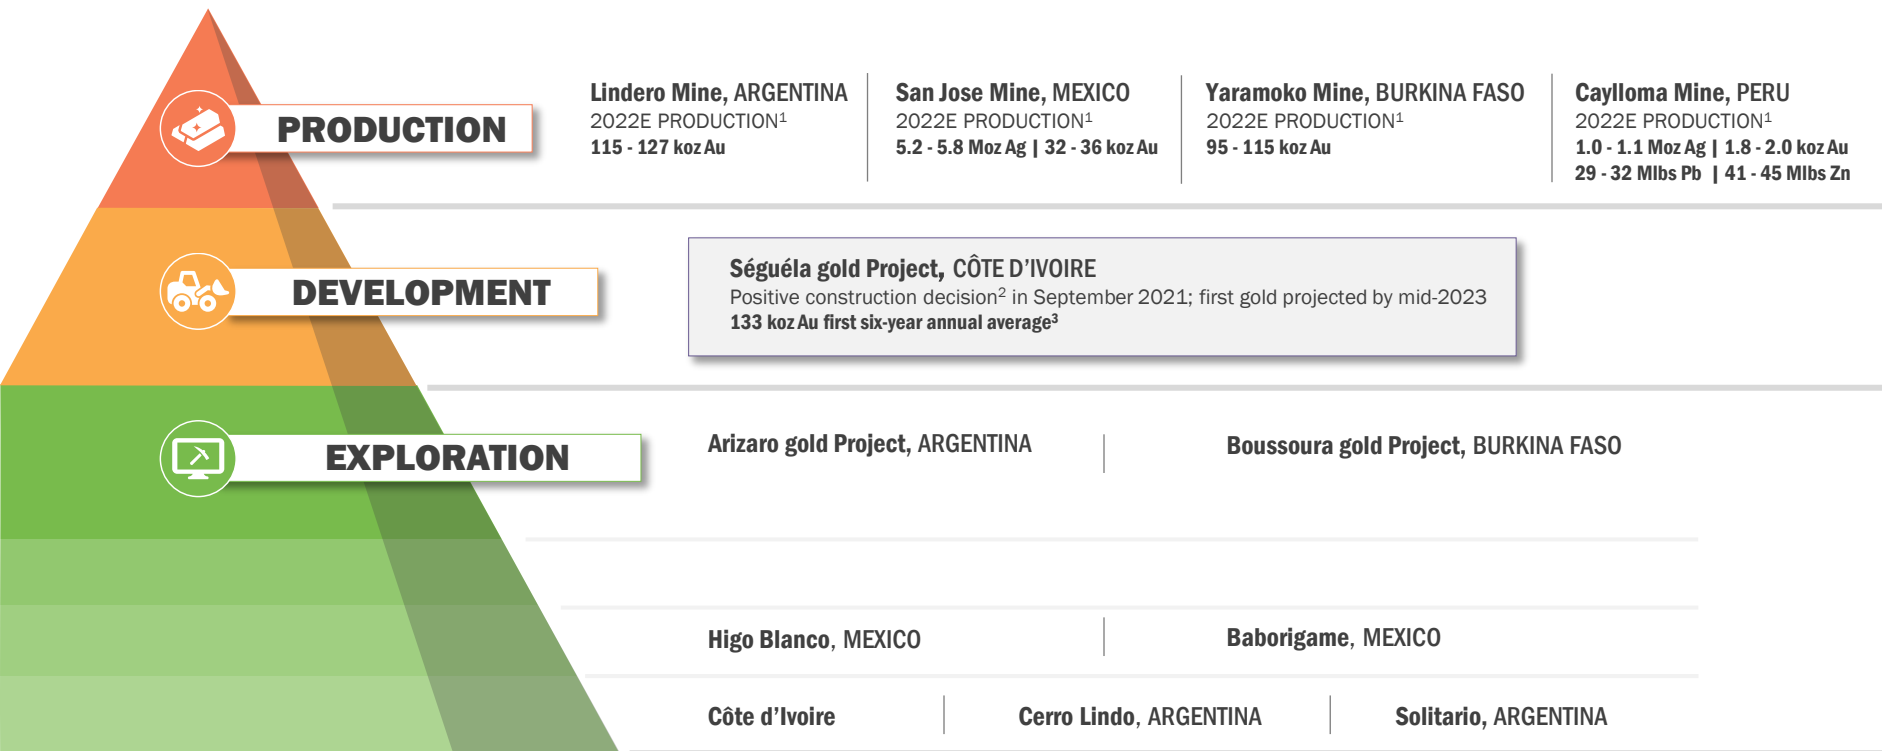 PRODUCTION
Lindero Mine, ARGENTINA
2022E PRODUCTION¹
115 - 127 koz Au
San Jose Mine, MEXICO
2022E PRODUCTION¹
5.2 - 5.8 Moz Ag | 32 - 36 koz Au
Yaramoko Mine, BURKINA FASO
2022E PRODUCTION¹
95 - 115 koz Au
Caylloma Mine, PERU
2022E PRODUCTION¹
1.0 - 1.1 Moz Ag | 1.8 - 2.0 koz Au
29 - 32 Mlbs Pb | 41 - 45 Mlbs Zn
DEVELOPMENT
Séguéla gold Project, CÔTE D'IVOIRE
Positive construction decision² in September 2021; first gold projected by mid-2023
133 koz Au first six-year annual average³
EXPLORATION
Arizaro gold Project, ARGENTINA
Boussoura gold Project, BURKINA FASO
Higo Blanco, MEXICO
Baborigame, MEXICO
Côte d'Ivoire
Cerro Lindo, ARGENTINA
Solitario, ARGENTINA